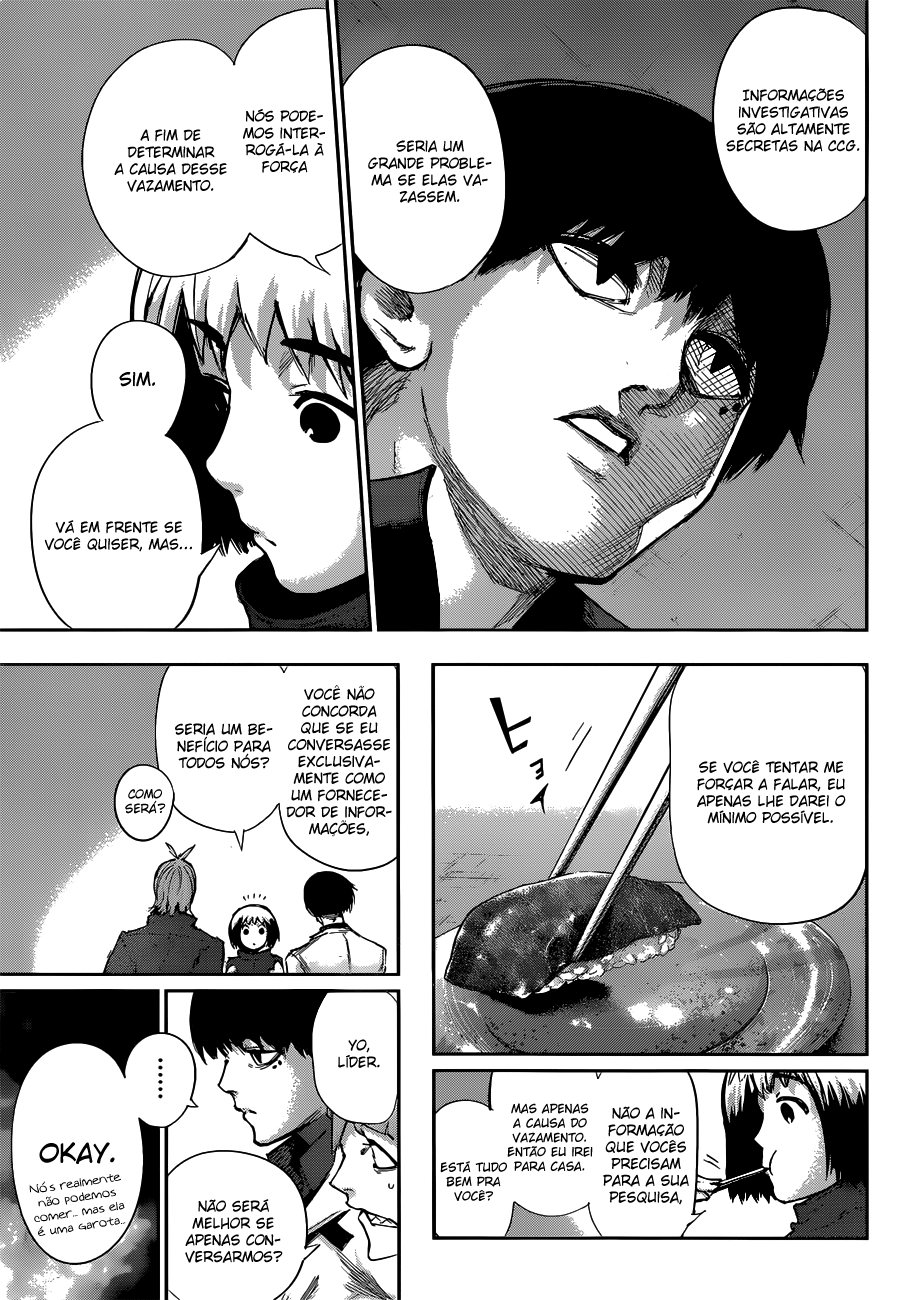 INFORMAÇÕES
INVESTIGATIVAS
SÃO ALTAMENTE
SECRETAS NA CCG.
SERIA UM
GRANDE PROBLE-
MA SE ELAS VA-
ZASSEM.
NÓS PODE-
MOS INTER-
ROGÁ-LA À
FORÇA
A FIM DE
DETERMINAR
A CAUSA DESSE
VAZAMENTO.
SIM.
VÁ EM FRENTE SE
VOCÊ QUISER, MAS...
SE VOCÊ TENTAR ME
FORÇAR A FALAR, EU
APENAS LHE DAREI O
MÍNIMO POSSÍVEL.
ヒョイ
NÃO A IN-
FORMAÇÃO
QUE VOCÊS
PRECISAM
PARA A SUA
PESQUISA,
MAS APENAS
A CAUSA DO
VAZAMENTO.
ENTÃO EU IREI
PARA CASA.
ESTÁ TUDO
BEM PRA
VOCÊ?
VOCÊ NÃO
CONCORDA
QUE SE EU
CONVERSASSE
EXCLUSIVA-
MENTE COMO
UM FORNECE-
DOR DE INFOR-
MAÇÕES,
SERIA UM BE-
NEFÍCIO PARA
TODOS NÓS?
COMO
SERÁ?
YO,
LÍDER.
NÃO SERÁ
MELHOR SE
APENAS CON-
VERSARMOS?
......
OKAY.
Nós realmente
não podemos
comer... mas ela
é uma garota..